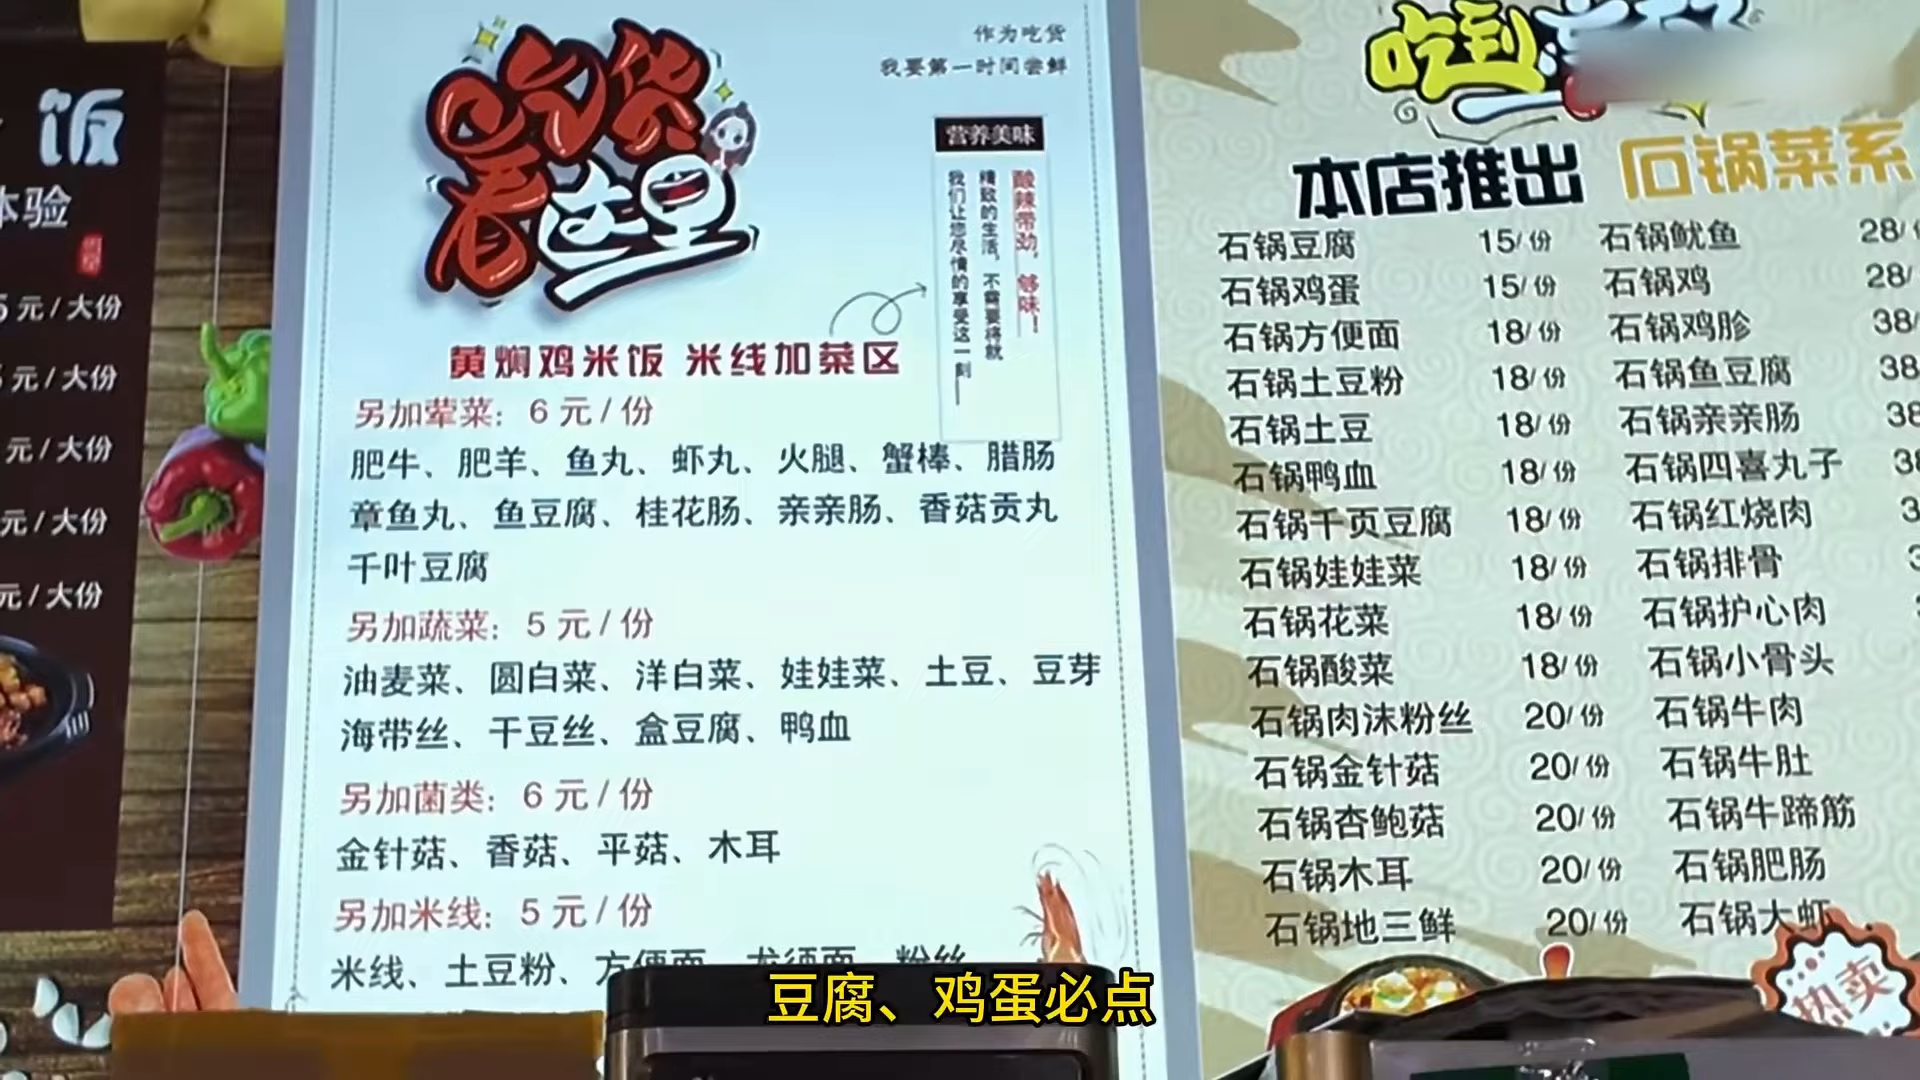 饭
体验
元/大份
元/大份
元/大份
元/大份
元/大份
吃货
看这里
作为吃货
我要第一时间尝鲜
营养美味
酸辣带劲，够味！
精致的生活，不需要将就
我们让您尽情的享受这一刻——
黄焖鸡米饭 米线加菜区
另加荤菜：6元/份
肥牛、肥羊、鱼丸、虾丸、火腿、蟹棒、腊肠
章鱼丸、鱼豆腐、桂花肠、亲亲肠、香菇贡丸
千叶豆腐
另加蔬菜：5元/份
油麦菜、圆白菜、洋白菜、娃娃菜、土豆、豆芽
海带丝、干豆丝、盒豆腐、鸭血
另加菌类：6元/份
金针菇、香菇、平菇、木耳
另加米线：5元/份
米线、土豆粉、方便面、龙须面、粉丝
吃到
本店推出 石锅菜系
石锅豆腐 15/份 石锅鱿鱼 28/
石锅鸡蛋 15/份 石锅鸡 28/
石锅方便面 18/份 石锅鸡胗 38/
石锅土豆粉 18/份 石锅鱼豆腐 38
石锅土豆 18/份 石锅亲亲肠 38
石锅鸭血 18/份 石锅四喜丸子
石锅千页豆腐 18/份 石锅红烧肉
石锅娃娃菜 18/份 石锅排骨
石锅花菜 18/份 石锅护心肉
石锅酸菜 18/份 石锅小骨头
石锅肉沫粉丝 20/份 石锅牛肉
石锅金针菇 20/份 石锅牛肚
石锅杏鲍菇 20/份 石锅牛蹄筋
石锅木耳 20/份 石锅肥肠
石锅地三鲜 20/份 石锅大虾
热卖
豆腐、鸡蛋必点